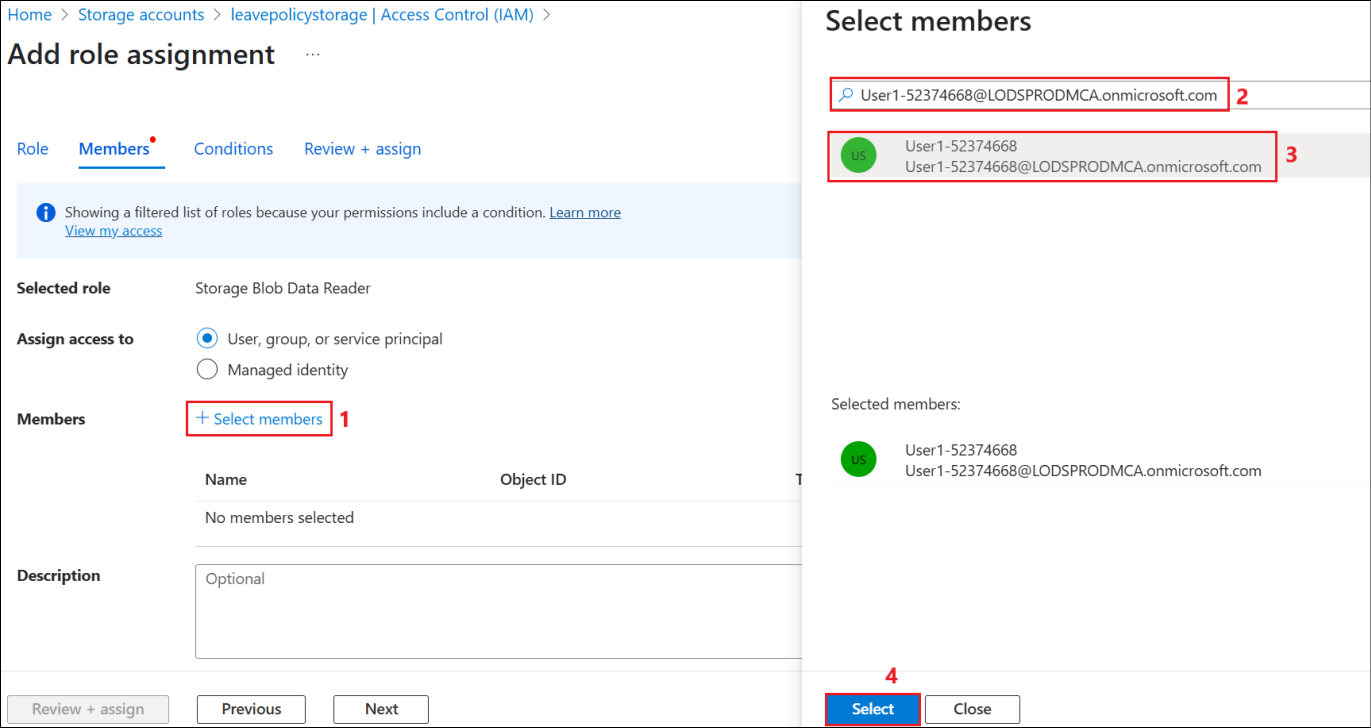 Home > Storage accounts > leavepolicystorage | Access Control (IAM) >
Add role assignment ...
Role Members Conditions Review + assign
Showing a filtered list of roles because your permissions include a condition. Learn more
View my access
Selected role Storage Blob Data Reader
Assign access to User, group, or service principal
Managed identity
Members + Select members 1
Name Object ID T
No members selected
Description Optional
Review + assign Previous Next
Select members
User1-52374668@LODSPRODMCA.onmicrosoft.com 2
US User1-52374668 3
User1-52374668@LODSPRODMCA.onmicrosoft.com
Selected members:
US User1-52374668
User1-52374668@LODSPRODMCA.onmicrosoft.com
4
Select Close